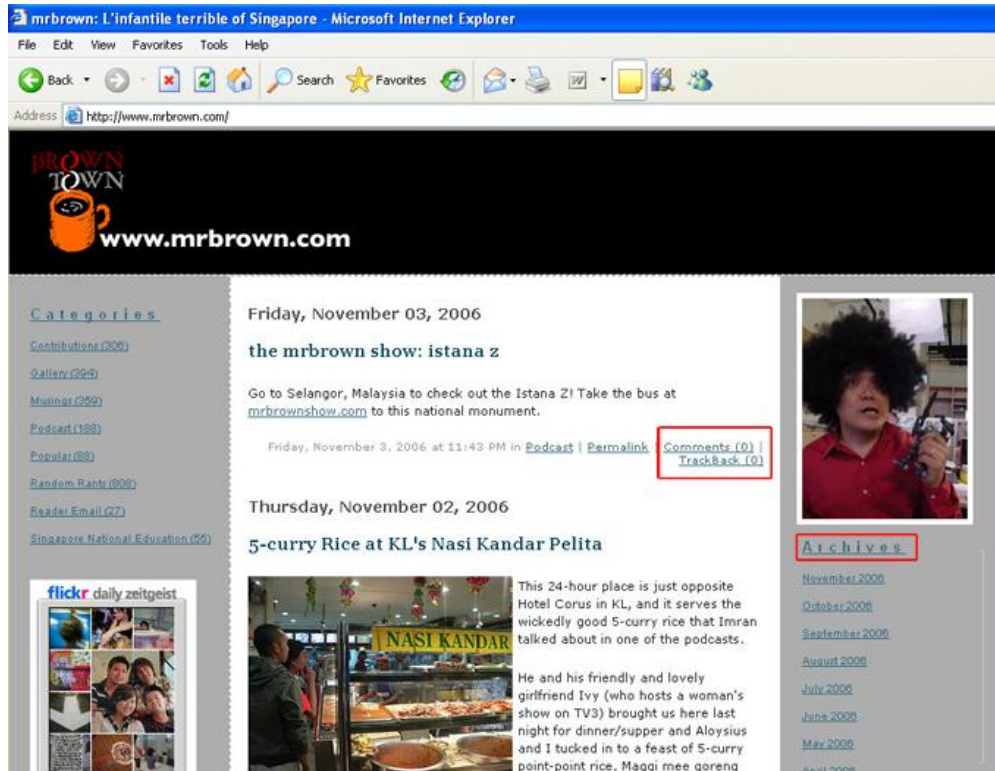 mrbrown: L'infantile terrible of Singapore - Microsoft Internet Explorer
File Edit View Favorites Tools Help
Back Search Favorites
Address http://www.mrbrown.com/
BROWN
TOWN
www.mrbrown.com
Categories
Contributions (306)
Gallery (394)
Musings (359)
Podcast (188)
Popular (88)
Random Rants (808)
Reader Email (27)
Singapore National Education (55)
flickr daily zeitgeist
Friday, November 03, 2006
the mrbrown show: istana z
Go to Selangor, Malaysia to check out the Istana Z! Take the bus at
mrbrownshow.com to this national monument.
Friday, November 3, 2006 at 11:43 PM in Podcast | Permalink | Comments (0) |
TrackBack (0)
Thursday, November 02, 2006
5-curry Rice at KL's Nasi Kandar Pelita
NASI KANDAR
This 24-hour place is just opposite
Hotel Corus in KL, and it serves the
wickedly good 5-curry rice that Imran
talked about in one of the podcasts.
He and his friendly and lovely
girlfriend Ivy (who hosts a woman's
show on TV3) brought us here last
night for dinner/supper and Aloysius
and I tucked in to a feast of 5-curry
point-point rice, Maggi mee goreng
Archives
November 2006
October 2006
September 2006
August 2006
July 2006
June 2006
May 2006
April 2006